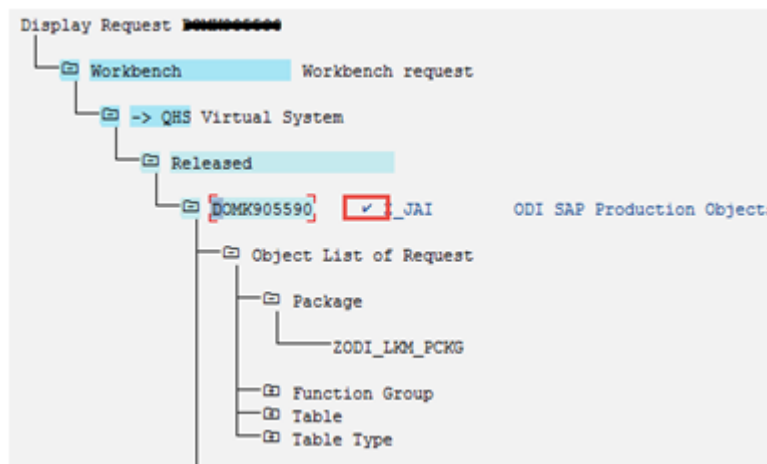 Display Request
Workbench Workbench request
-> QHS Virtual System
Released
DOMK905590 _JAI ODI SAP Production Object
Object List of Request
Package
ZODI_LKM_PCKG
Function Group
Table
Table Type